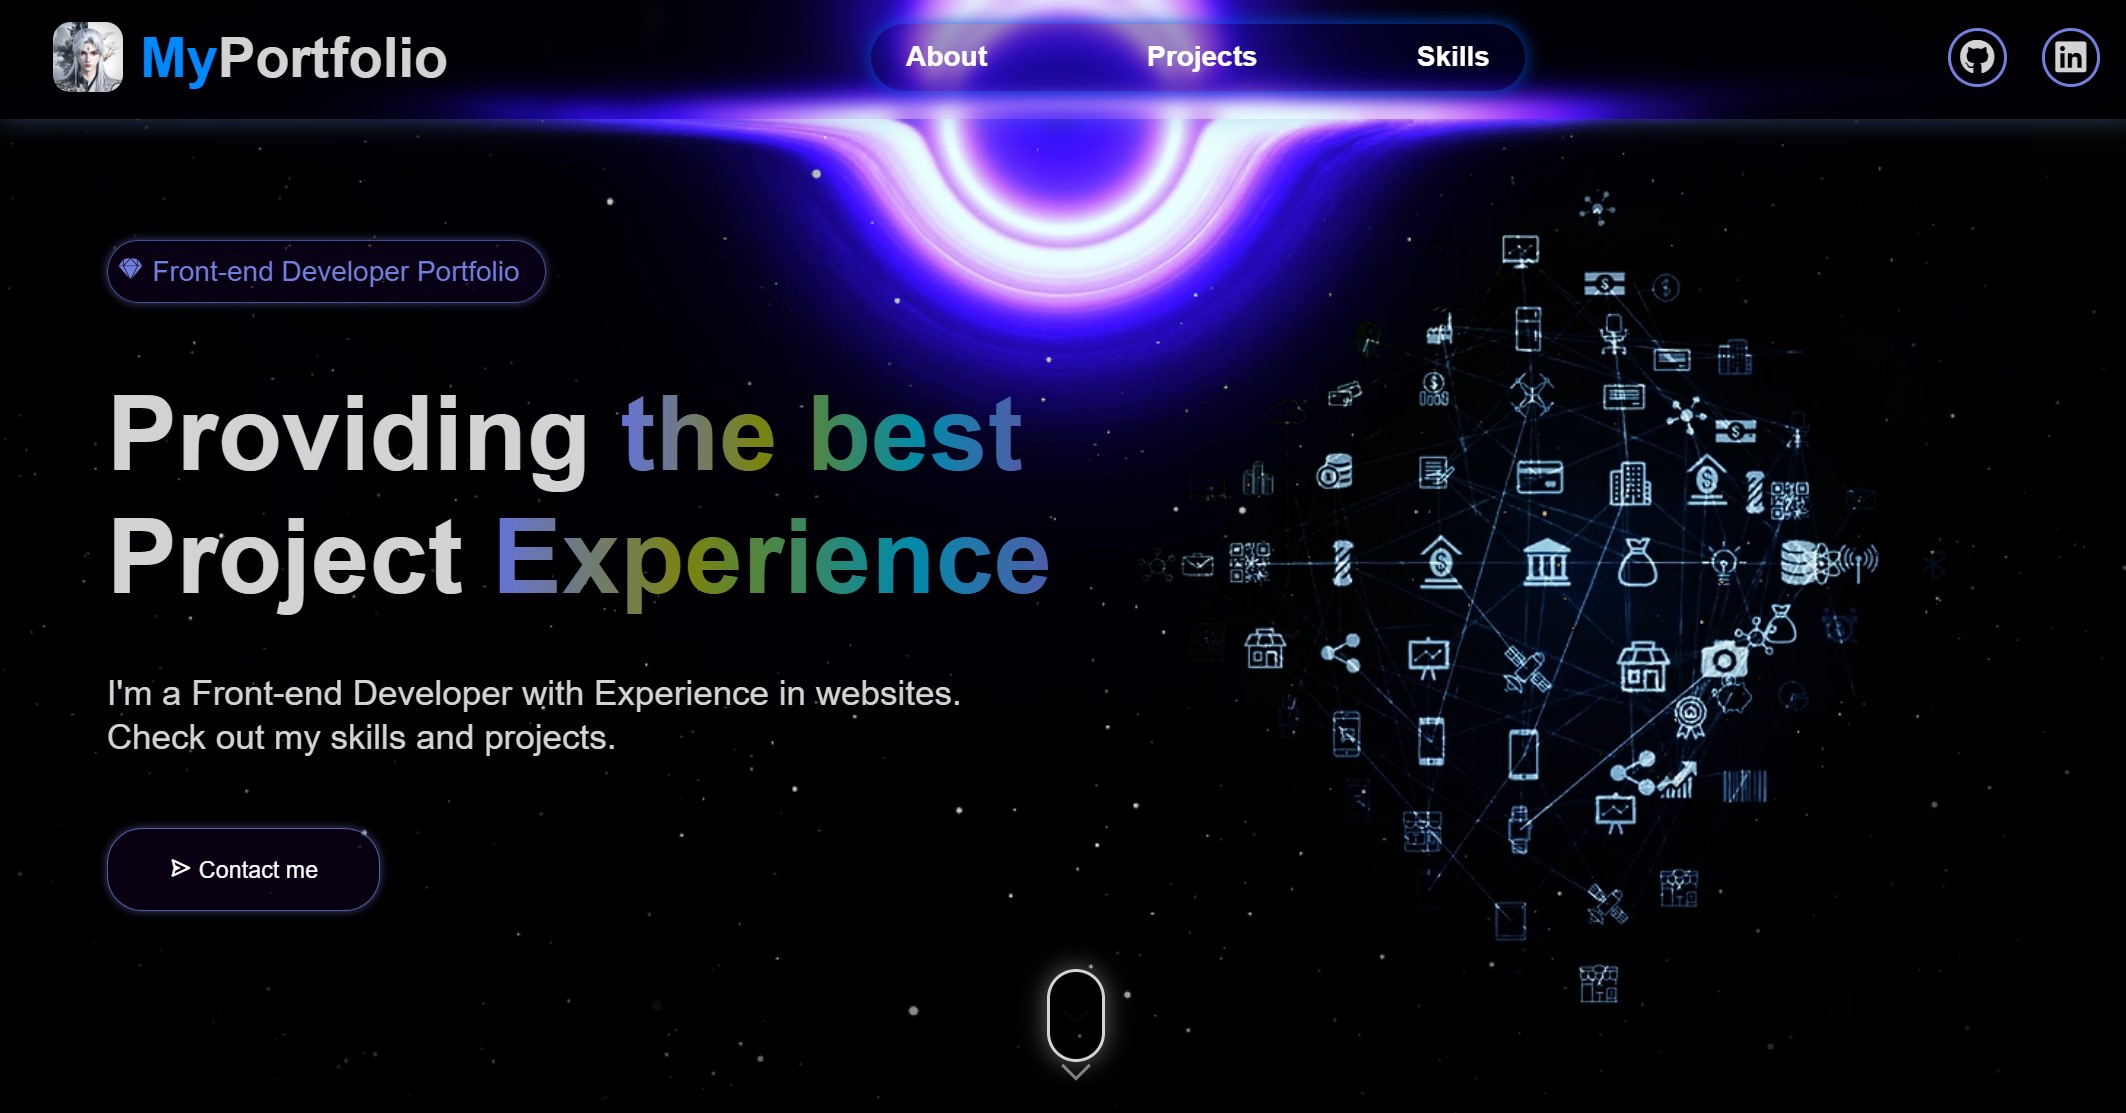 MyPortfolio
About
Projects
Skills
Front-end Developer Portfolio
Providing the best
Project Experience
I'm a Front-end Developer with Experience in websites.
Check out my skills and projects.
Contact me